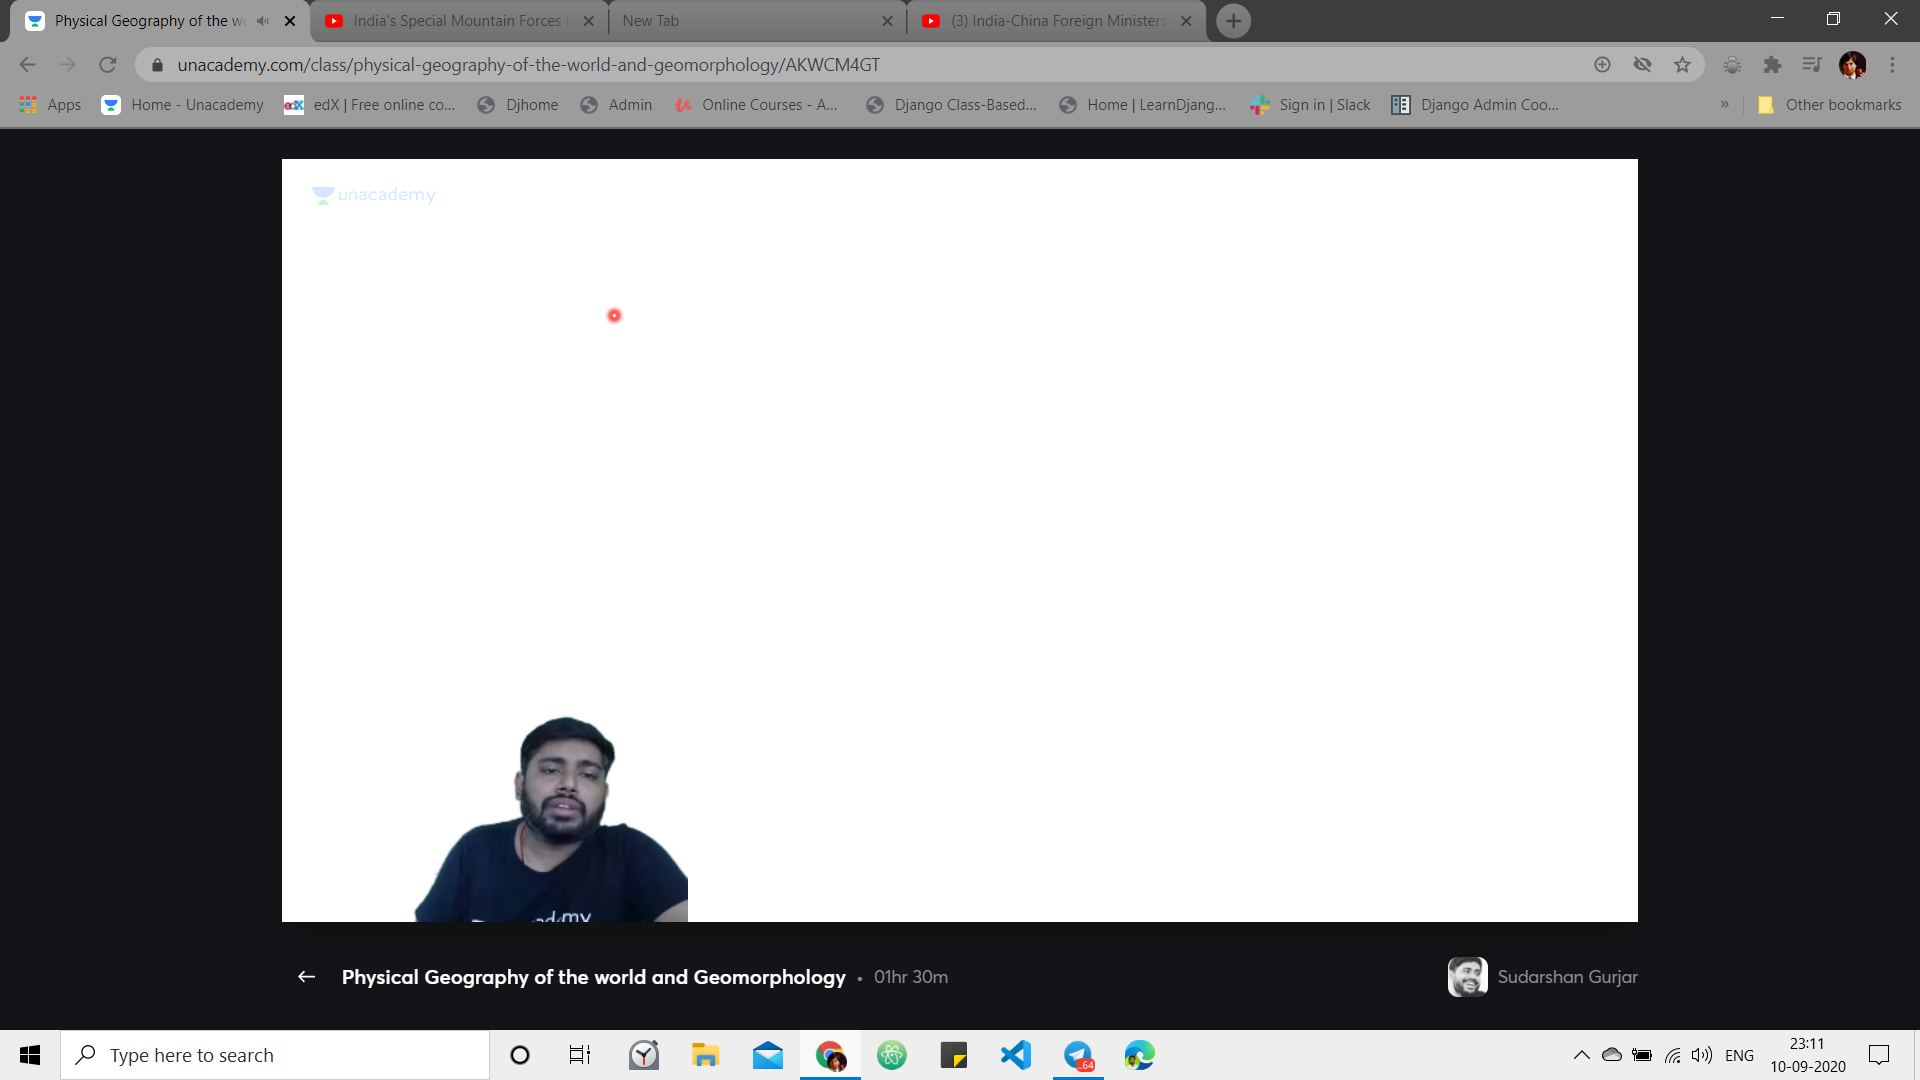 Physical Geography of the w
India's Special Mountain Forces
New Tab
(3) India-China Foreign Ministers
unacademy.com/class/physical-geography-of-the-world-and-geomorphology/AKWCM4GT
Apps
Home - Unacademy
edX | Free online co...
Djhome
Admin
Online Courses - A...
Django Class-Based...
Home | LearnDjang...
Sign in | Slack
Django Admin Coo...
»
Other bookmarks
unacademy
Physical Geography of the world and Geomorphology • 01hr 30m
Sudarshan Gurjar
Type here to search
..64
ENG
23:11
10-09-2020